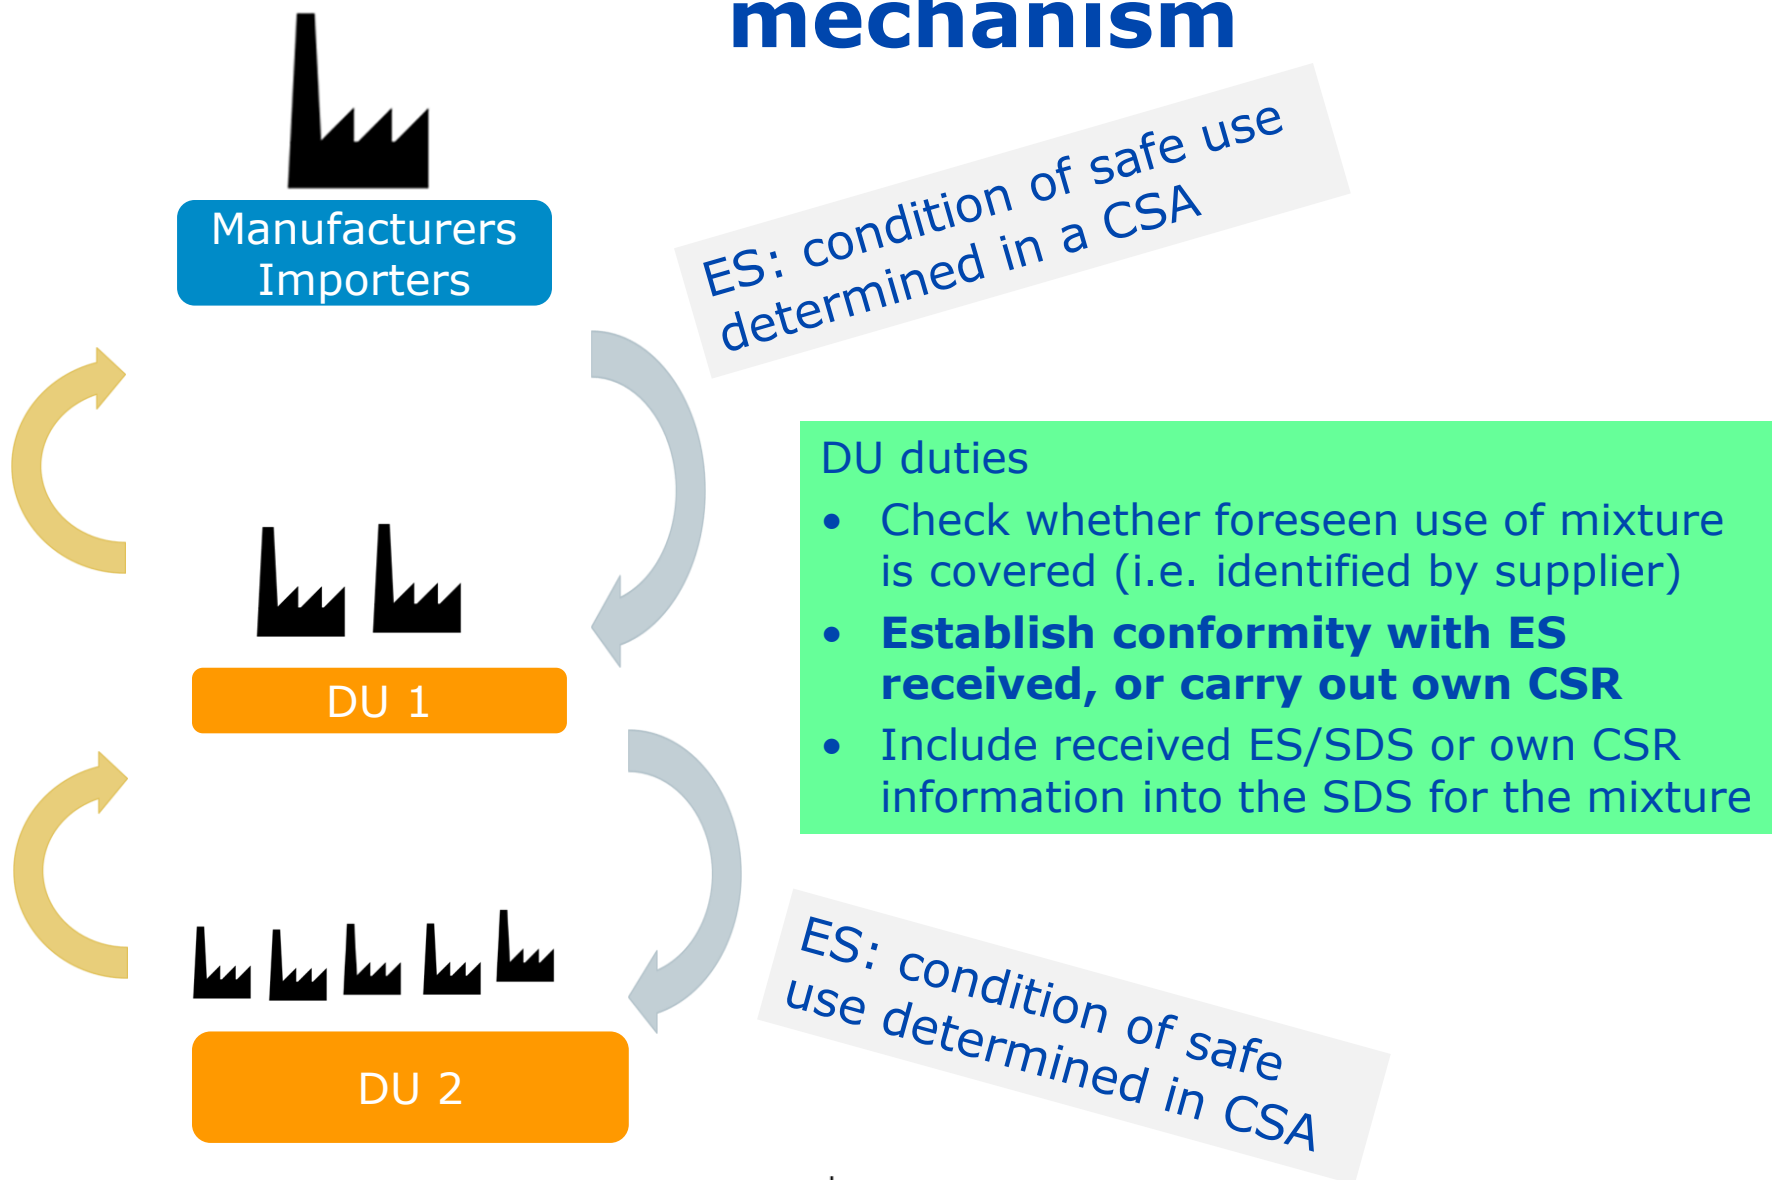 mechanism
Manufacturers
Importers
ES: condition of safe use
determined in a CSA
DU duties
• Check whether foreseen use of mixture
is covered (i.e. identified by supplier)
• Establish conformity with ES
received, or carry out own CSR
• Include received ES/SDS or own CSR
information into the SDS for the mixture
DU 1
ES: condition of safe
use determined in CSA
DU 2